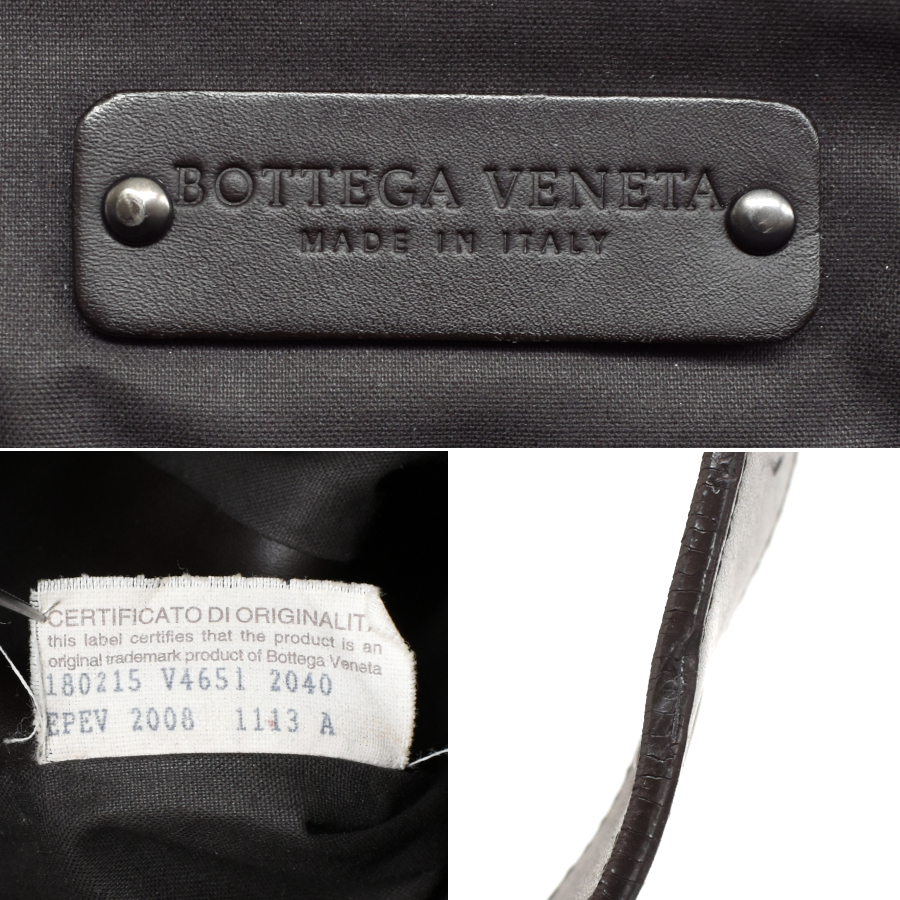 BOTTEGA VENETA
MADE IN ITALY
CERTIFICATO DI ORIGINALIT
this label certifies that the product is an
original trademark product of Bottega Veneta
180215 V4651 2040
EPEV 2008 1113 A